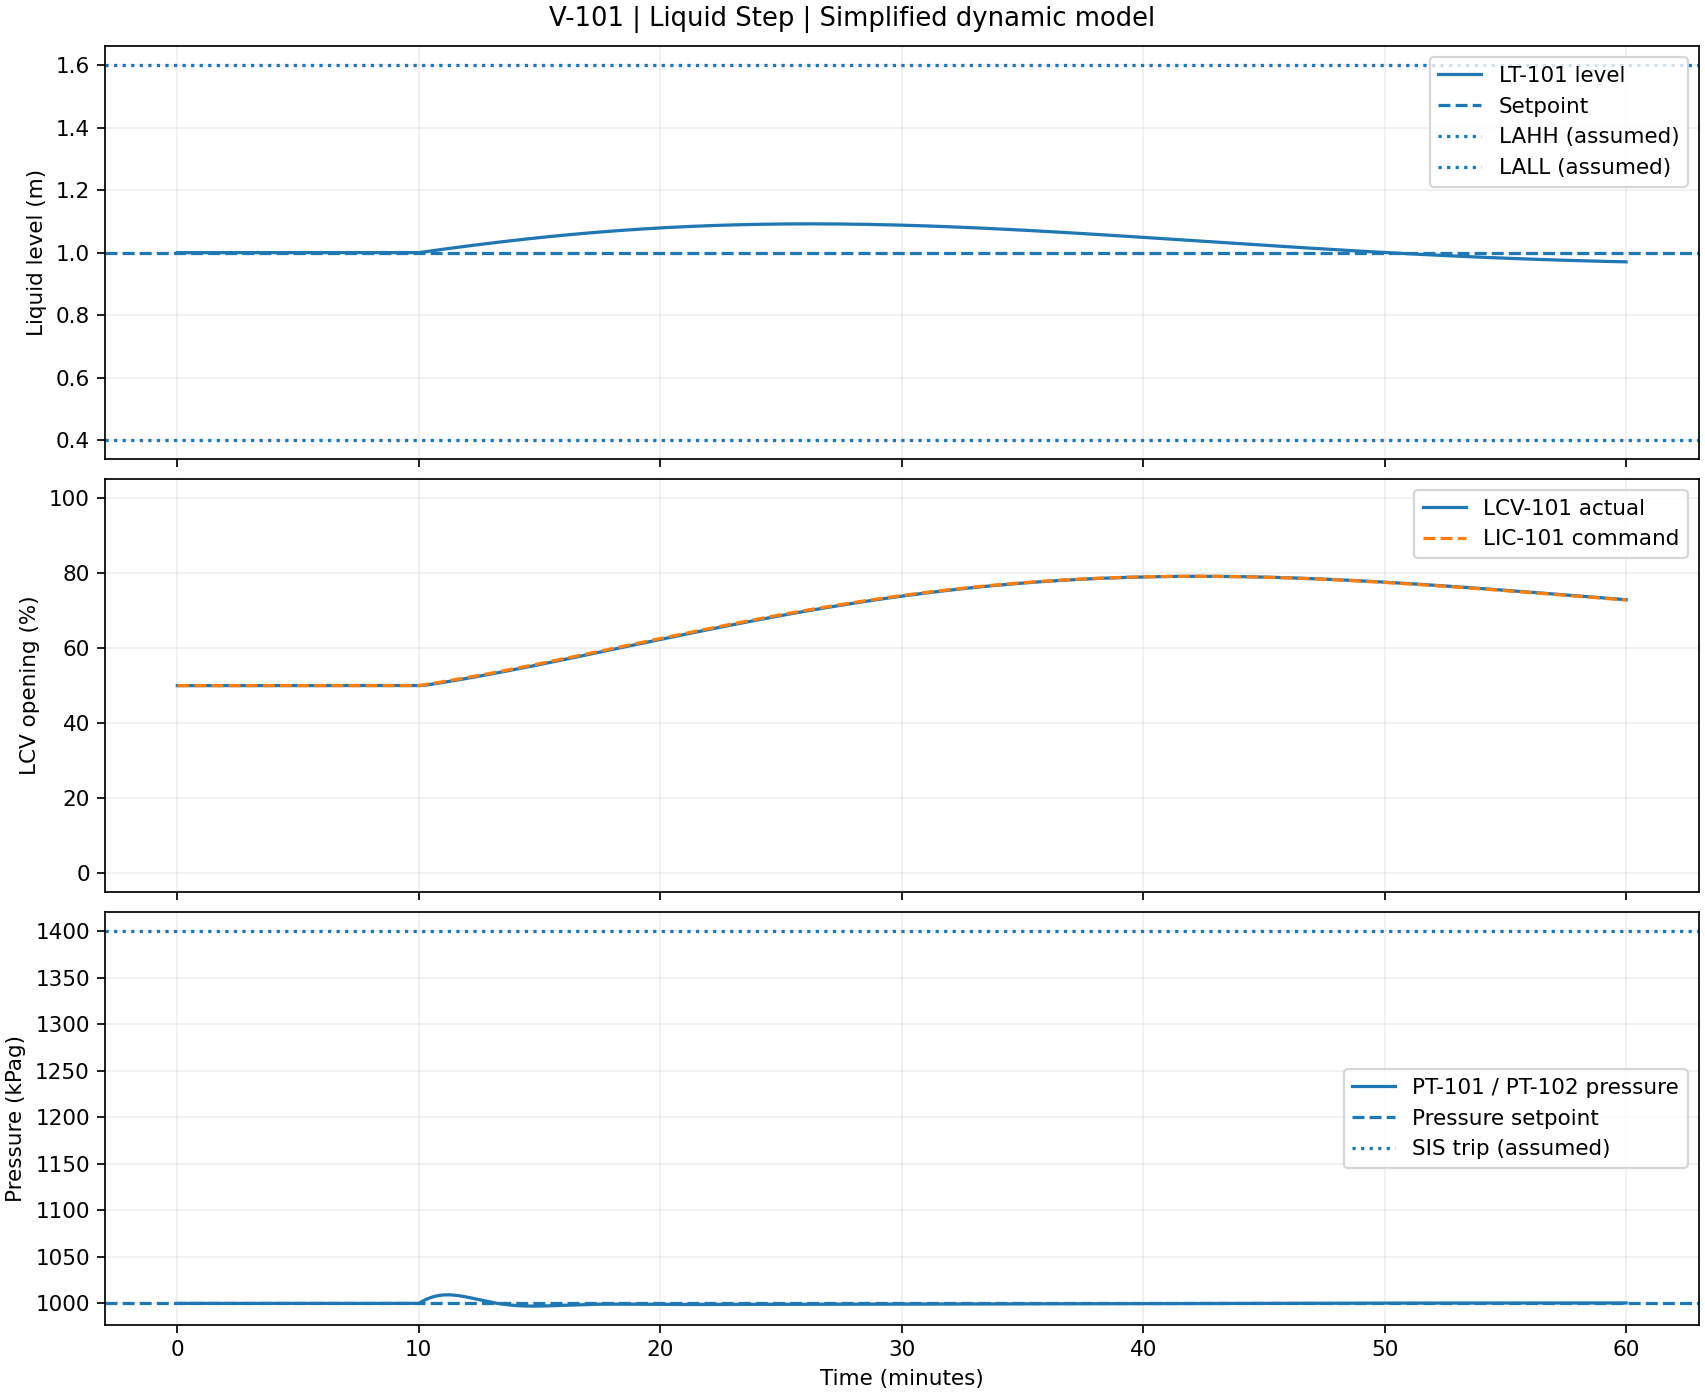 V-101 | Liquid Step | Simplified dynamic model
Liquid level (m)
1.6
1.4
1.2
1.0
0.8
0.6
0.4
LT-101 level
Setpoint
LAHH (assumed)
LALL (assumed)
LCV opening (%)
100
80
60
40
20
0
LCV-101 actual
LIC-101 command
Pressure (kPag)
1400
1350
1300
1250
1200
1150
1100
1050
1000
PT-101 / PT-102 pressure
Pressure setpoint
SIS trip (assumed)
0 10 20 30 40 50 60
Time (minutes)